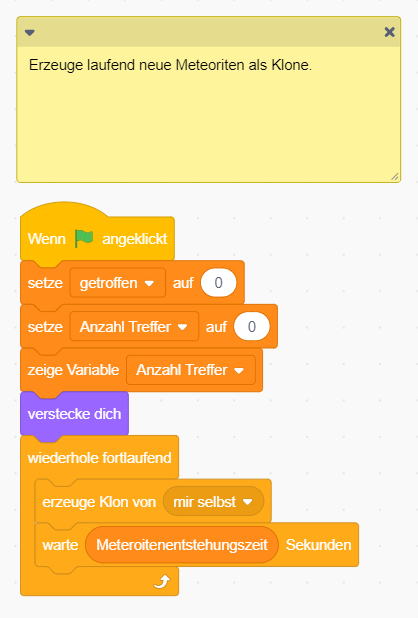 Erzeuge laufend neue Meteoriten als Klone.
Wenn angeklickt
setze getroffen auf 0
setze Anzahl Treffer auf 0
zeige Variable Anzahl Treffer
verstecke dich
wiederhole fortlaufend
erzeuge Klon von mir selbst
warte Meteroitenentstehungszeit Sekunden